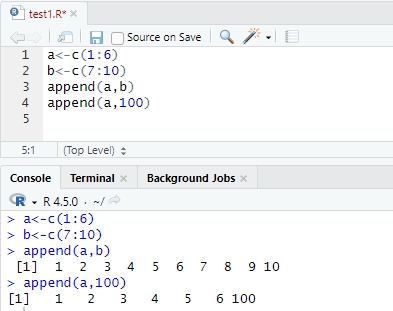 test1.R*
Source on Save
1 a<-c(1:6)
2 b<-c(7:10)
3 append(a,b)
4 append(a,100)
5
5:1 (Top Level)
Console Terminal Background Jobs
R 4.5.0 · ~/
> a<-c(1:6)
> b<-c(7:10)
> append(a,b)
 [1]  1  2  3  4  5  6  7  8  9 10
> append(a,100)
[1]   1   2   3   4   5   6 100